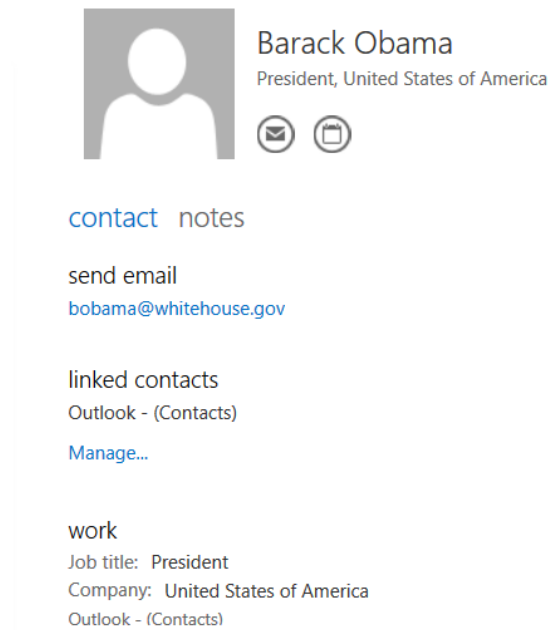 Barack Obama
President, United States of America
contact notes
send email
bobama@whitehouse.gov
linked contacts
Outlook - (Contacts)
Manage...
work
Job title: President
Company: United States of America
Outlook - (Contacts)